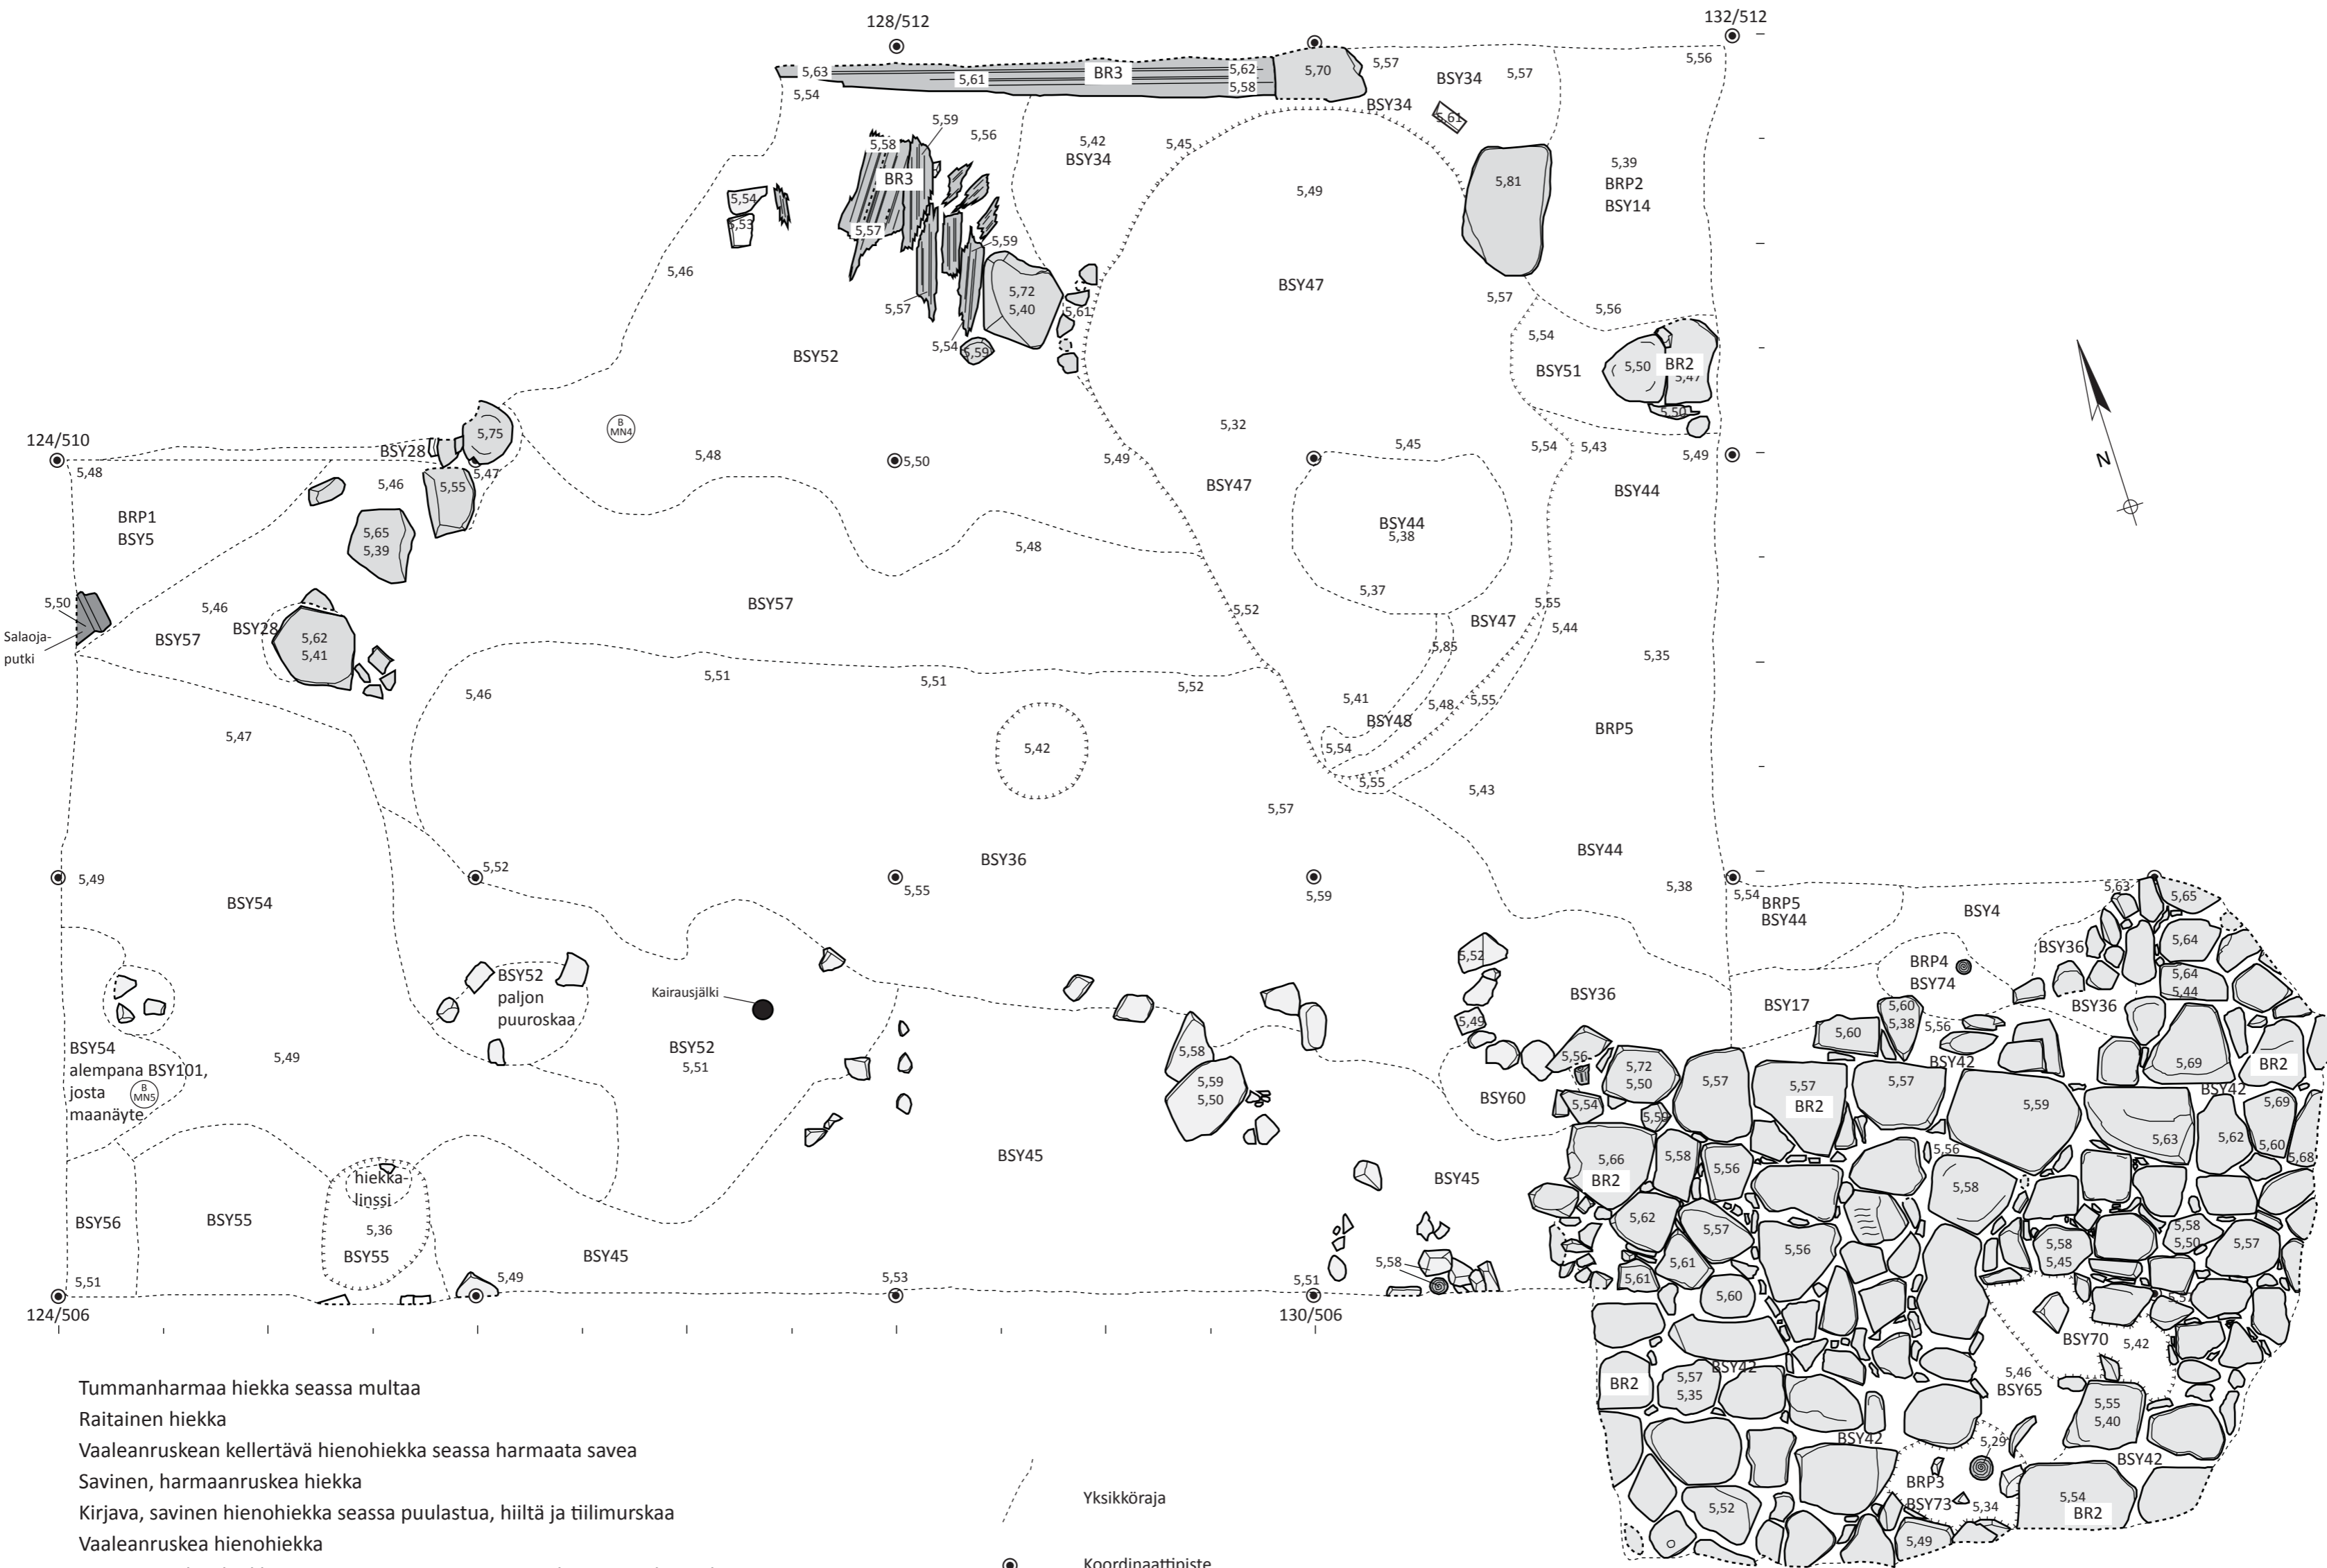 128/512
132/512
5,63
5,61
BR3
5,62
5,58
5,70
5,57
BSY34
5,57
5,56
5,54
BSY34
5,61
5,59
5,56
5,58
5,42
BSY34
5,45
BR3
5,49
5,81
5,39
BRP2
BSY14
5,54
5,53
5,57
5,59
5,46
5,72
5,40
5,61
BSY47
5,57
5,56
5,57
5,54
5,59
BSY52
5,54
BSY51
5,50
BR2
5,47
5,50
N
B
MN4
5,75
5,32
124/510
BSY28
5,48
5,47
5,48
5,50
5,49
5,45
5,54
5,43
5,49
5,46
5,55
BSY47
BSY44
BRP1
BSY5
5,65
5,39
BSY44
5,38
5,48
5,37
5,50
5,46
BSY57
5,52
5,55
Salaoja-
putki
BSY57
BSY28
5,62
5,41
BSY47
5,44
5,85
5,35
5,46
5,51
5,51
5,52
5,41
5,48
5,55
BSY48
5,47
5,42
5,54
BRP5
5,55
5,43
5,57
BSY36
BSY44
5,49
5,52
5,55
5,59
5,38
5,54
BRP5
BSY44
BSY4
5,63
5,65
BSY54
5,64
BSY36
5,52
BRP4
BSY74
5,64
5,44
BSY52
paljon
puuroskaa
Kairausjälki
BSY36
BSY17
BSY36
5,49
5,60
5,60
5,38
5,56
BSY54
alempana BSY101,
josta
maanäyte
B
MN5
5,49
BSY52
5,51
5,58
5,59
5,50
5,56
5,72
5,50
5,57
5,57
BR2
5,57
BSY42
5,69
BR2
BSY42
BSY60
5,54
5,59
5,59
5,69
5,63
5,62
5,60
5,68
BSY45
BSY45
5,66
BR2
5,58
5,56
5,56
5,58
hiekka-
linssi
5,36
BSY55
BSY56
BSY55
BSY45
5,62
5,57
5,56
5,58
5,45
5,58
5,50
5,57
5,58
5,61
5,61
5,60
5,51
5,49
5,53
5,51
124/506
130/506
BSY70
5,42
BSY42
5,46
BSY65
BR2
5,57
5,35
5,55
5,40
BSY42
5,29
BSY42
BRP3
BSY73
5,34
5,52
5,49
5,54
BR2
Tummanharmaa hiekka seassa multaa
Raitainen hiekka
Vaaleanruskean kellertävä hienohiekka seassa harmaata savea
Savinen, harmaanruskea hiekka
Kirjava, savinen hienohiekka seassa puulastua, hiiltä ja tiilimurskaa
Vaaleanruskea hienohiekka
Yksikköraja
Koordinaattipiste